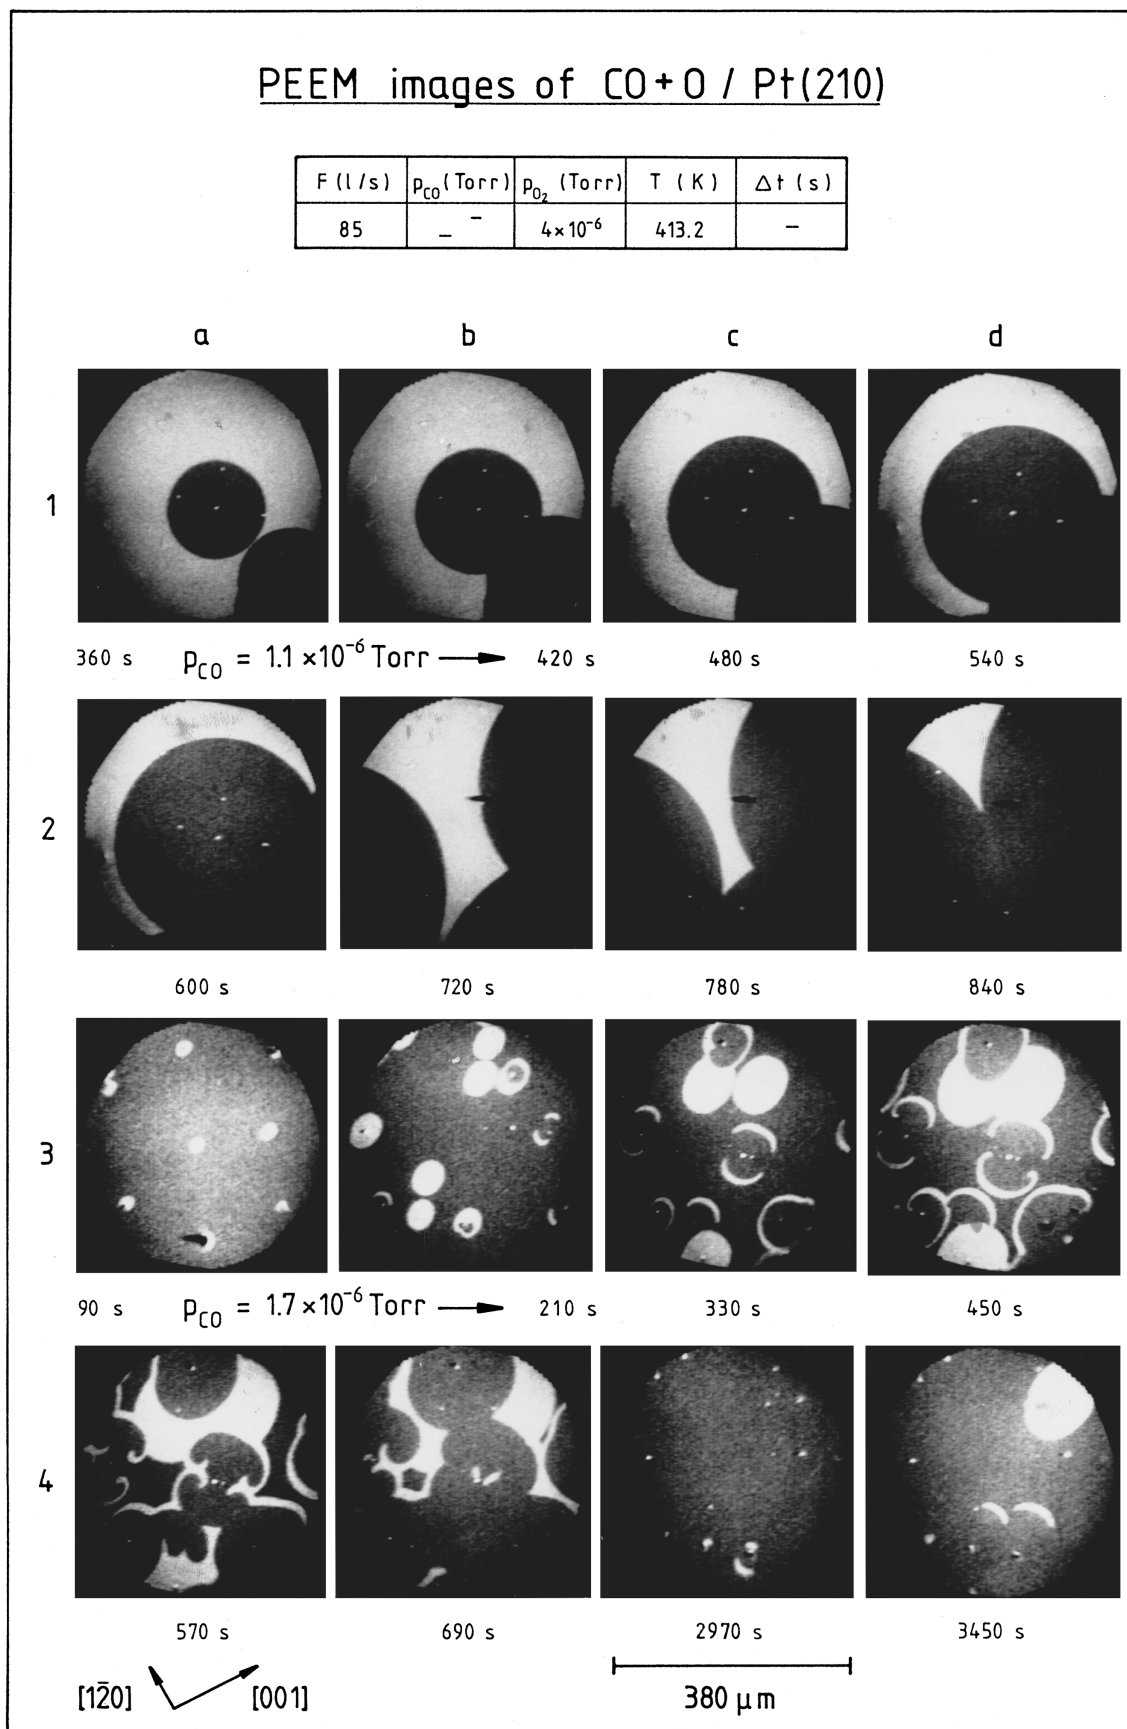 PEEM images of CO+O / Pt(210)
F (l/s) p_CO (Torr) p_O₂ (Torr) T (K) Δt (s)
85 _ – 4×10⁻⁶ 413.2 –
a b c d
1
360 s p_CO = 1.1 ×10⁻⁶ Torr → 420 s 480 s 540 s
2
600 s 720 s 780 s 840 s
3
90 s p_CO = 1.7 ×10⁻⁶ Torr → 210 s 330 s 450 s
4
570 s 690 s 2970 s 3450 s
[12̄0] [001] 380 μm